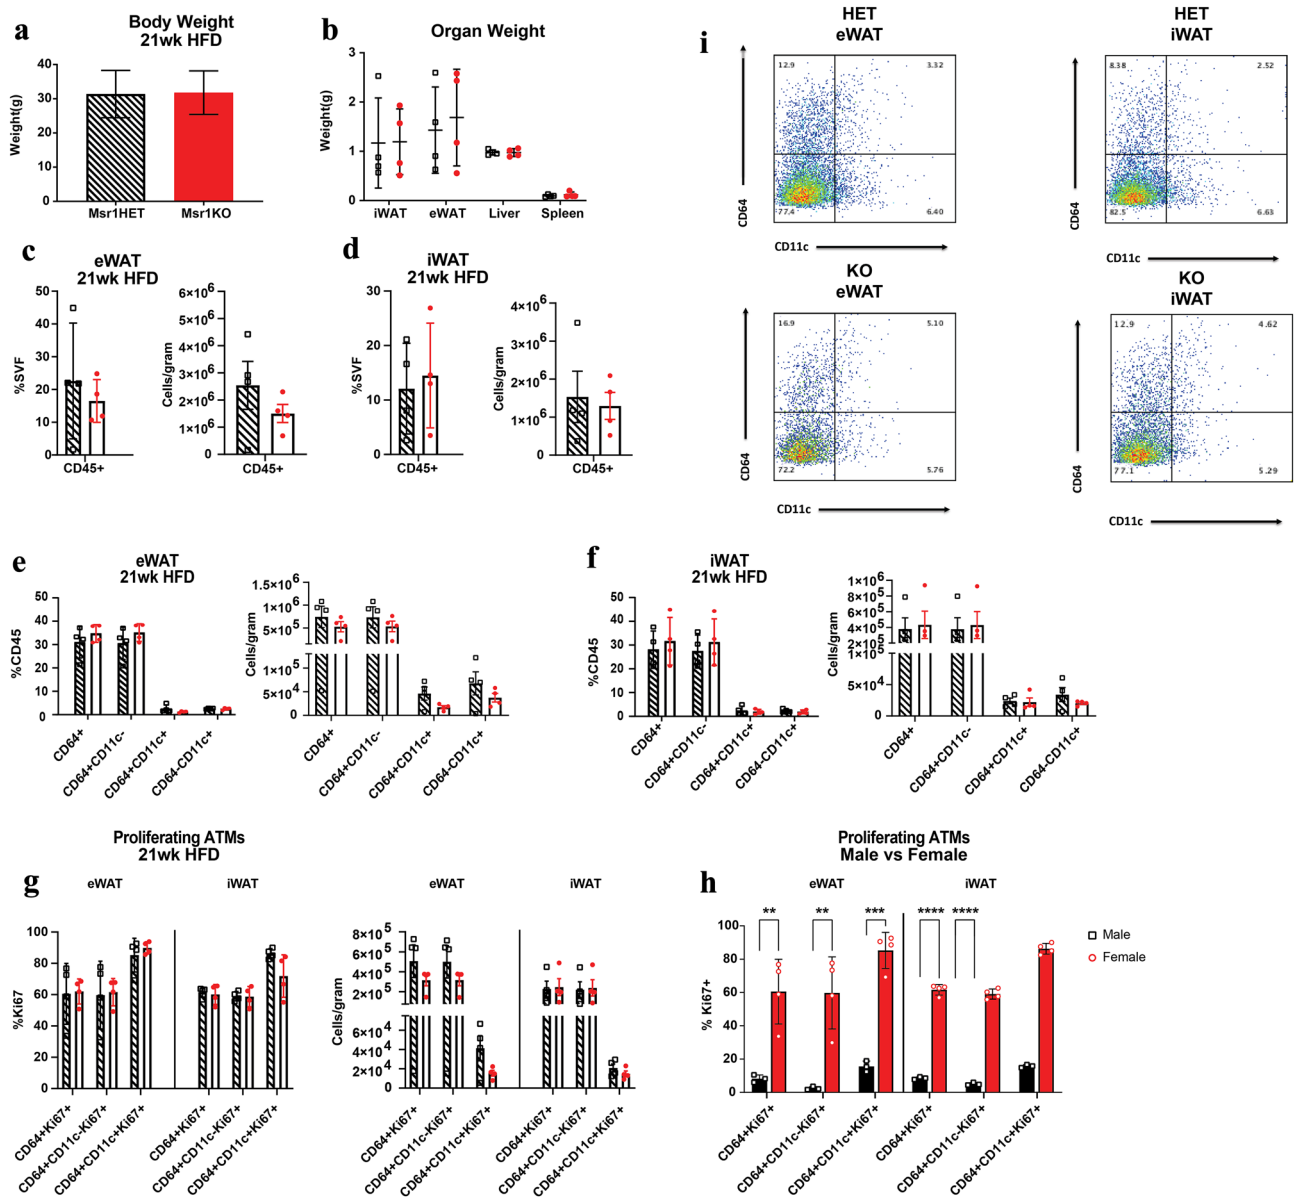 a
Body Weight
21wk HFD
Weight(g)
40
30
20
10
0
Msr1HET
Msr1KO
b
Organ Weight
Weight(g)
3
2
1
0
iWAT
eWAT
Liver
Spleen
c
eWAT
21wk HFD
%SVF
50
40
30
20
10
0
CD45+
Cells/gram
6×10⁶
5×10⁶
4×10⁶
3×10⁶
2×10⁶
1×10⁶
0
CD45+
d
iWAT
21wk HFD
%SVF
30
20
10
0
CD45+
Cells/gram
4×10⁶
3×10⁶
2×10⁶
1×10⁶
0
CD45+
i
HET
eWAT
12.9
3.32
77.4
6.40
CD64
CD11c
HET
iWAT
8.38
2.52
82.5
6.63
CD64
CD11c
KO
eWAT
16.9
5.10
72.2
5.76
CD64
CD11c
KO
iWAT
12.9
4.62
77.1
5.29
CD64
CD11c
e
eWAT
21wk HFD
%CD45
50
40
30
20
10
0
CD64+
CD64+CD11c-
CD64+CD11c+
CD64-CD11c+
Cells/gram
1.5×10⁶
1×10⁶
5×10⁵
1×10⁵
5×10⁴
0
CD64+
CD64+CD11c-
CD64+CD11c+
CD64-CD11c+
f
iWAT
21wk HFD
%CD45
50
40
30
20
10
0
CD64+
CD64+CD11c-
CD64+CD11c+
CD64-CD11c+
Cells/gram
1×10⁶
8×10⁵
6×10⁵
4×10⁵
2×10⁵
1×10⁵
5×10⁴
0
CD64+
CD64+CD11c-
CD64+CD11c+
CD64-CD11c+
g
Proliferating ATMs
21wk HFD
eWAT
iWAT
%Ki67
100
80
60
40
20
0
CD64+Ki67+
CD64+CD11c-Ki67+
CD64+CD11c+Ki67+
CD64+Ki67+
CD64+CD11c-Ki67+
CD64+CD11c+Ki67+
eWAT
iWAT
Cells/gram
8×10⁵
6×10⁵
4×10⁵
2×10⁵
6×10⁴
4×10⁴
2×10⁴
0
CD64+Ki67+
CD64+CD11c-Ki67+
CD64+CD11c+Ki67+
CD64+Ki67+
CD64+CD11c-Ki67+
CD64+CD11c+Ki67+
h
Proliferating ATMs
Male vs Female
eWAT
iWAT
% Ki67+
100
80
60
40
20
0
**
**
***
****
****
CD64+Ki67+
CD64+CD11c-Ki67+
CD64+CD11c+Ki67+
CD64+Ki67+
CD64+CD11c-Ki67+
CD64+CD11c+Ki67+
Male
Female